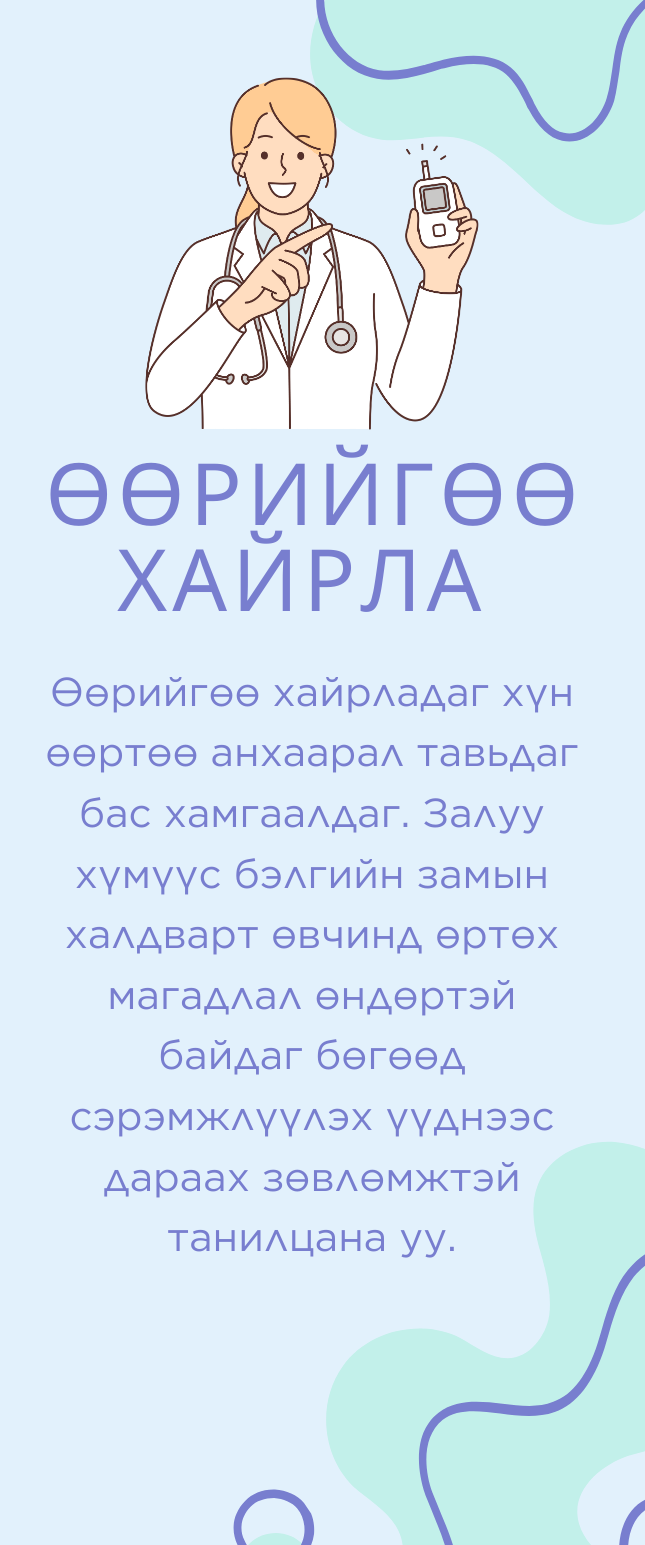 ӨӨРИЙГӨӨ
ХАЙРЛА
Өөрийгөө хайрладаг хүн
өөртөө анхаарал тавьдаг
бас хамгаалдаг. Залуу
хүмүүс бэлгийн замын
халдварт өвчинд өртөх
магадлал өндөртэй
байдаг бөгөөд
сэрэмжлүүлэх үүднээс
дараах зөвлөмжтэй
танилцана уу.